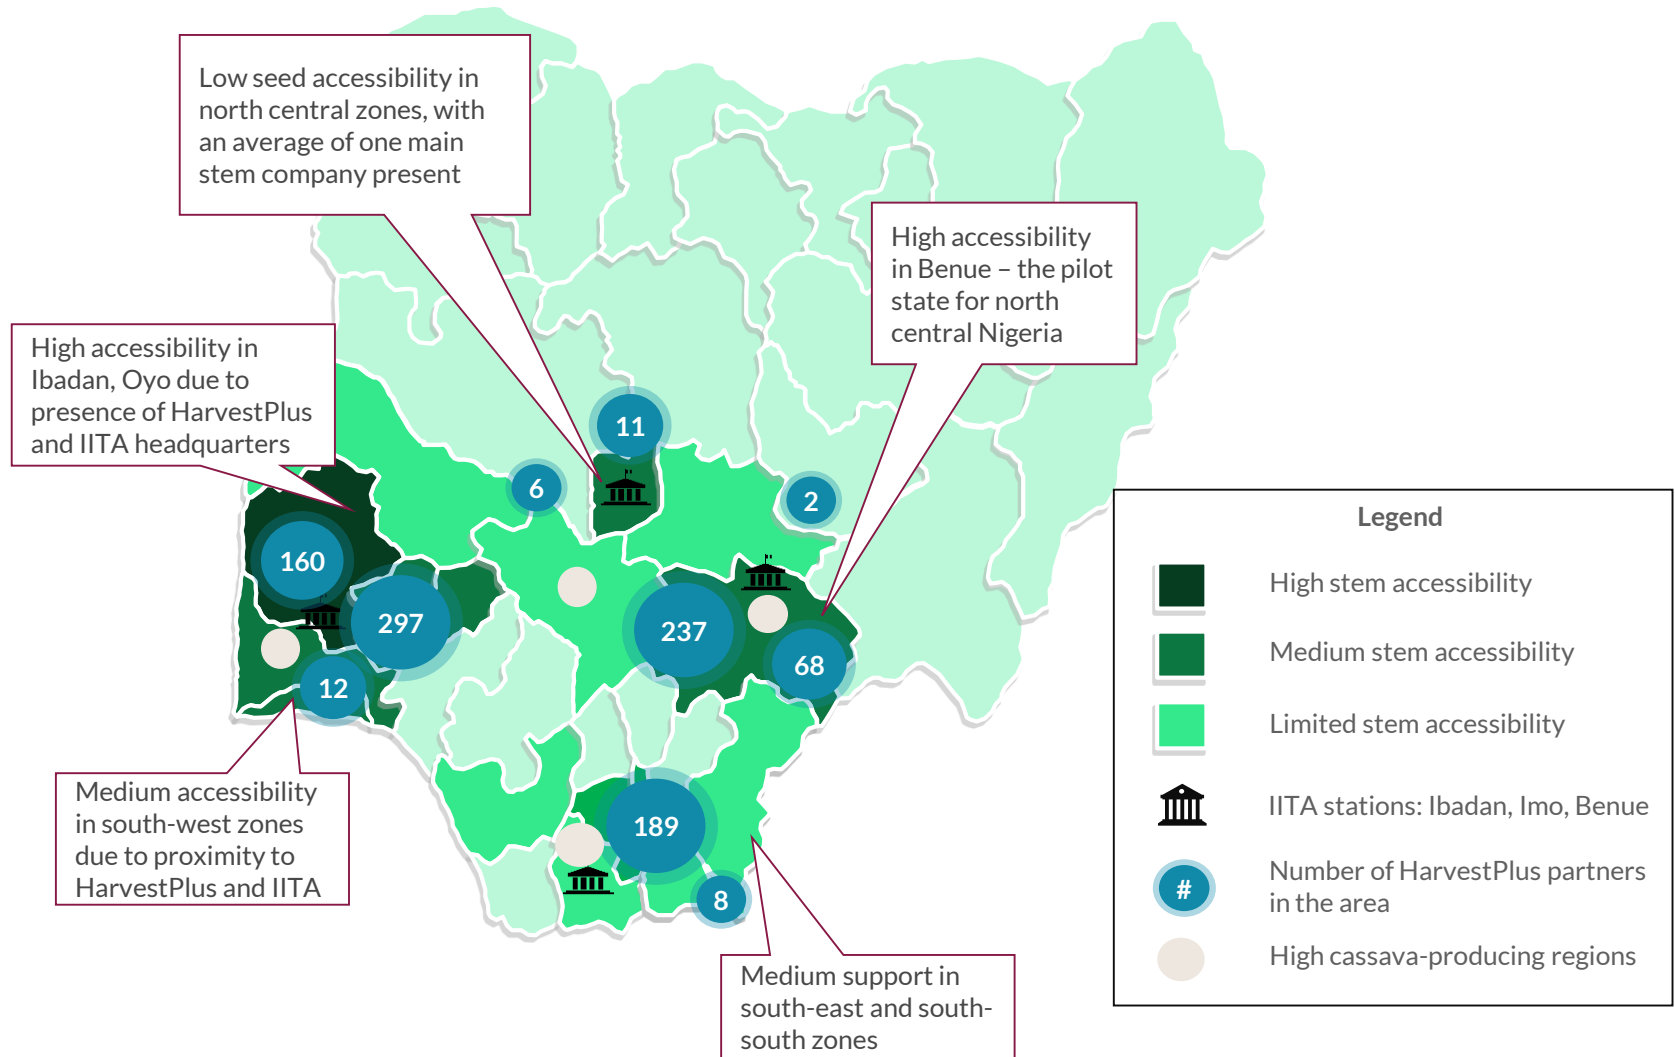 Low seed accessibility in
north central zones, with
an average of one main
stem company present
High accessibility
in Benue – the pilot
state for north
central Nigeria
High accessibility in
Ibadan, Oyo due to
presence of HarvestPlus
and IITA headquarters
11
6
2
160
297
237
68
12
189
8
Medium accessibility
in south-west zones
due to proximity to
HarvestPlus and IITA
Medium support in
south-east and south-
south zones
Legend
High stem accessibility
Medium stem accessibility
Limited stem accessibility
IITA stations: Ibadan, Imo, Benue
#
Number of HarvestPlus partners
in the area
High cassava-producing regions